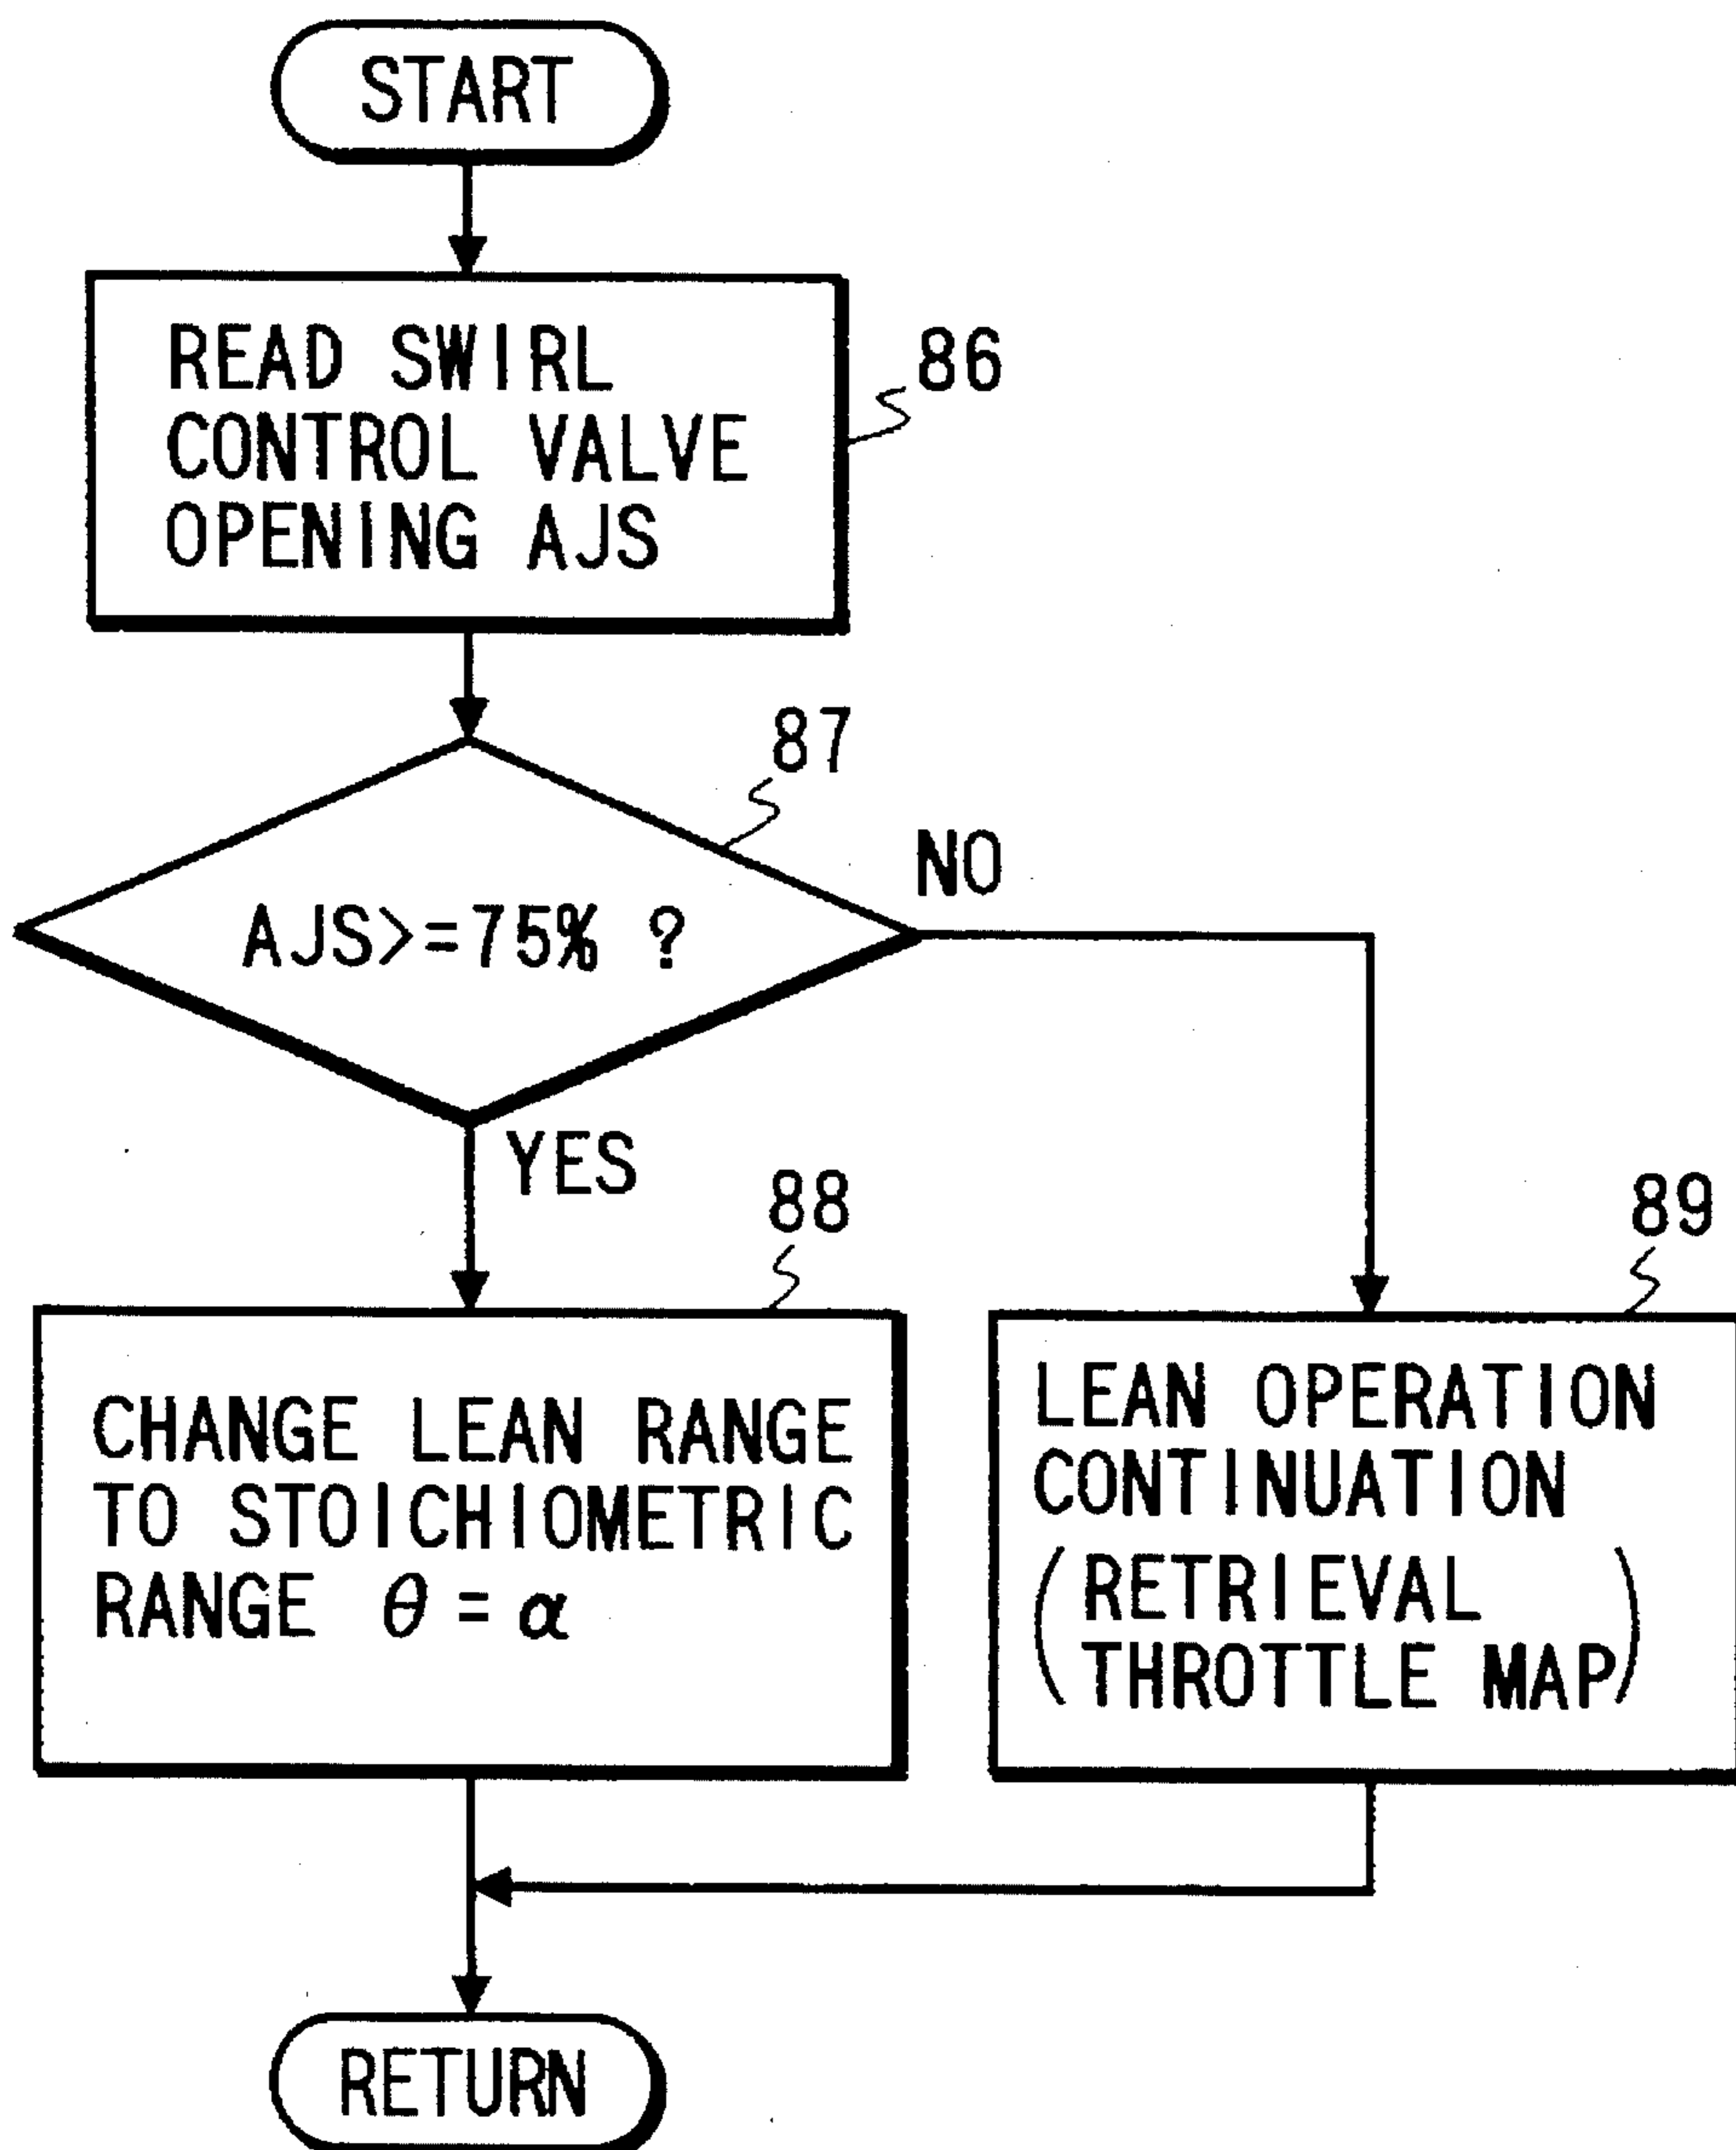 START
READ SWIRL
CONTROL VALVE
OPENING AJS
86
87
AJS>=75% ?
NO
YES
88
CHANGE LEAN RANGE
TO STOICHIOMETRIC
RANGE θ = α
89
LEAN OPERATION
CONTINUATION
(RETRIEVAL
THROTTLE MAP)
RETURN